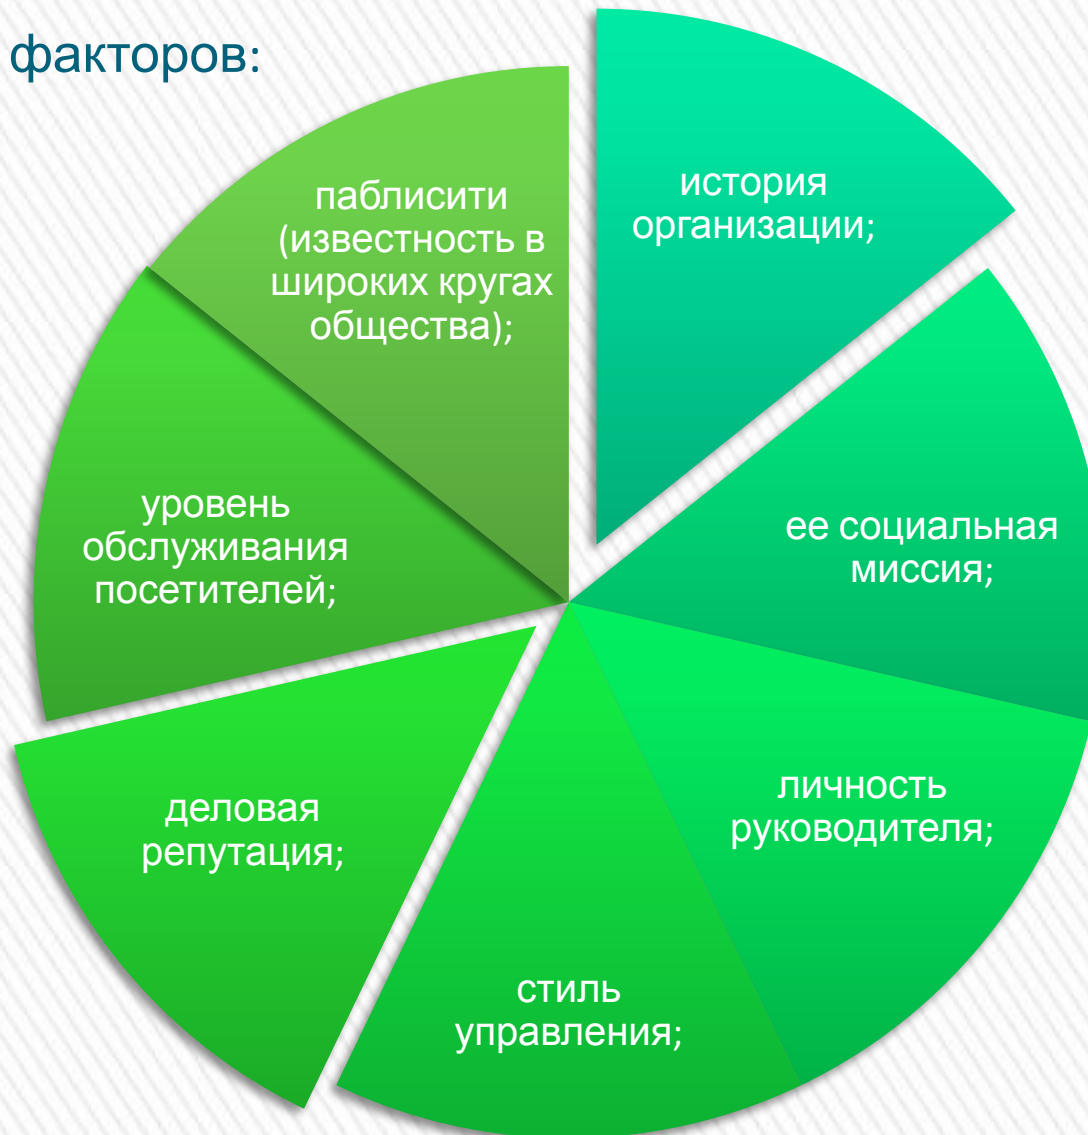 факторов:
история
организации;
ее социальная
миссия;
личность
руководителя;
стиль
управления;
деловая
репутация;
уровень
обслуживания
посетителей;
паблисити
(известность в
широких кругах
общества);